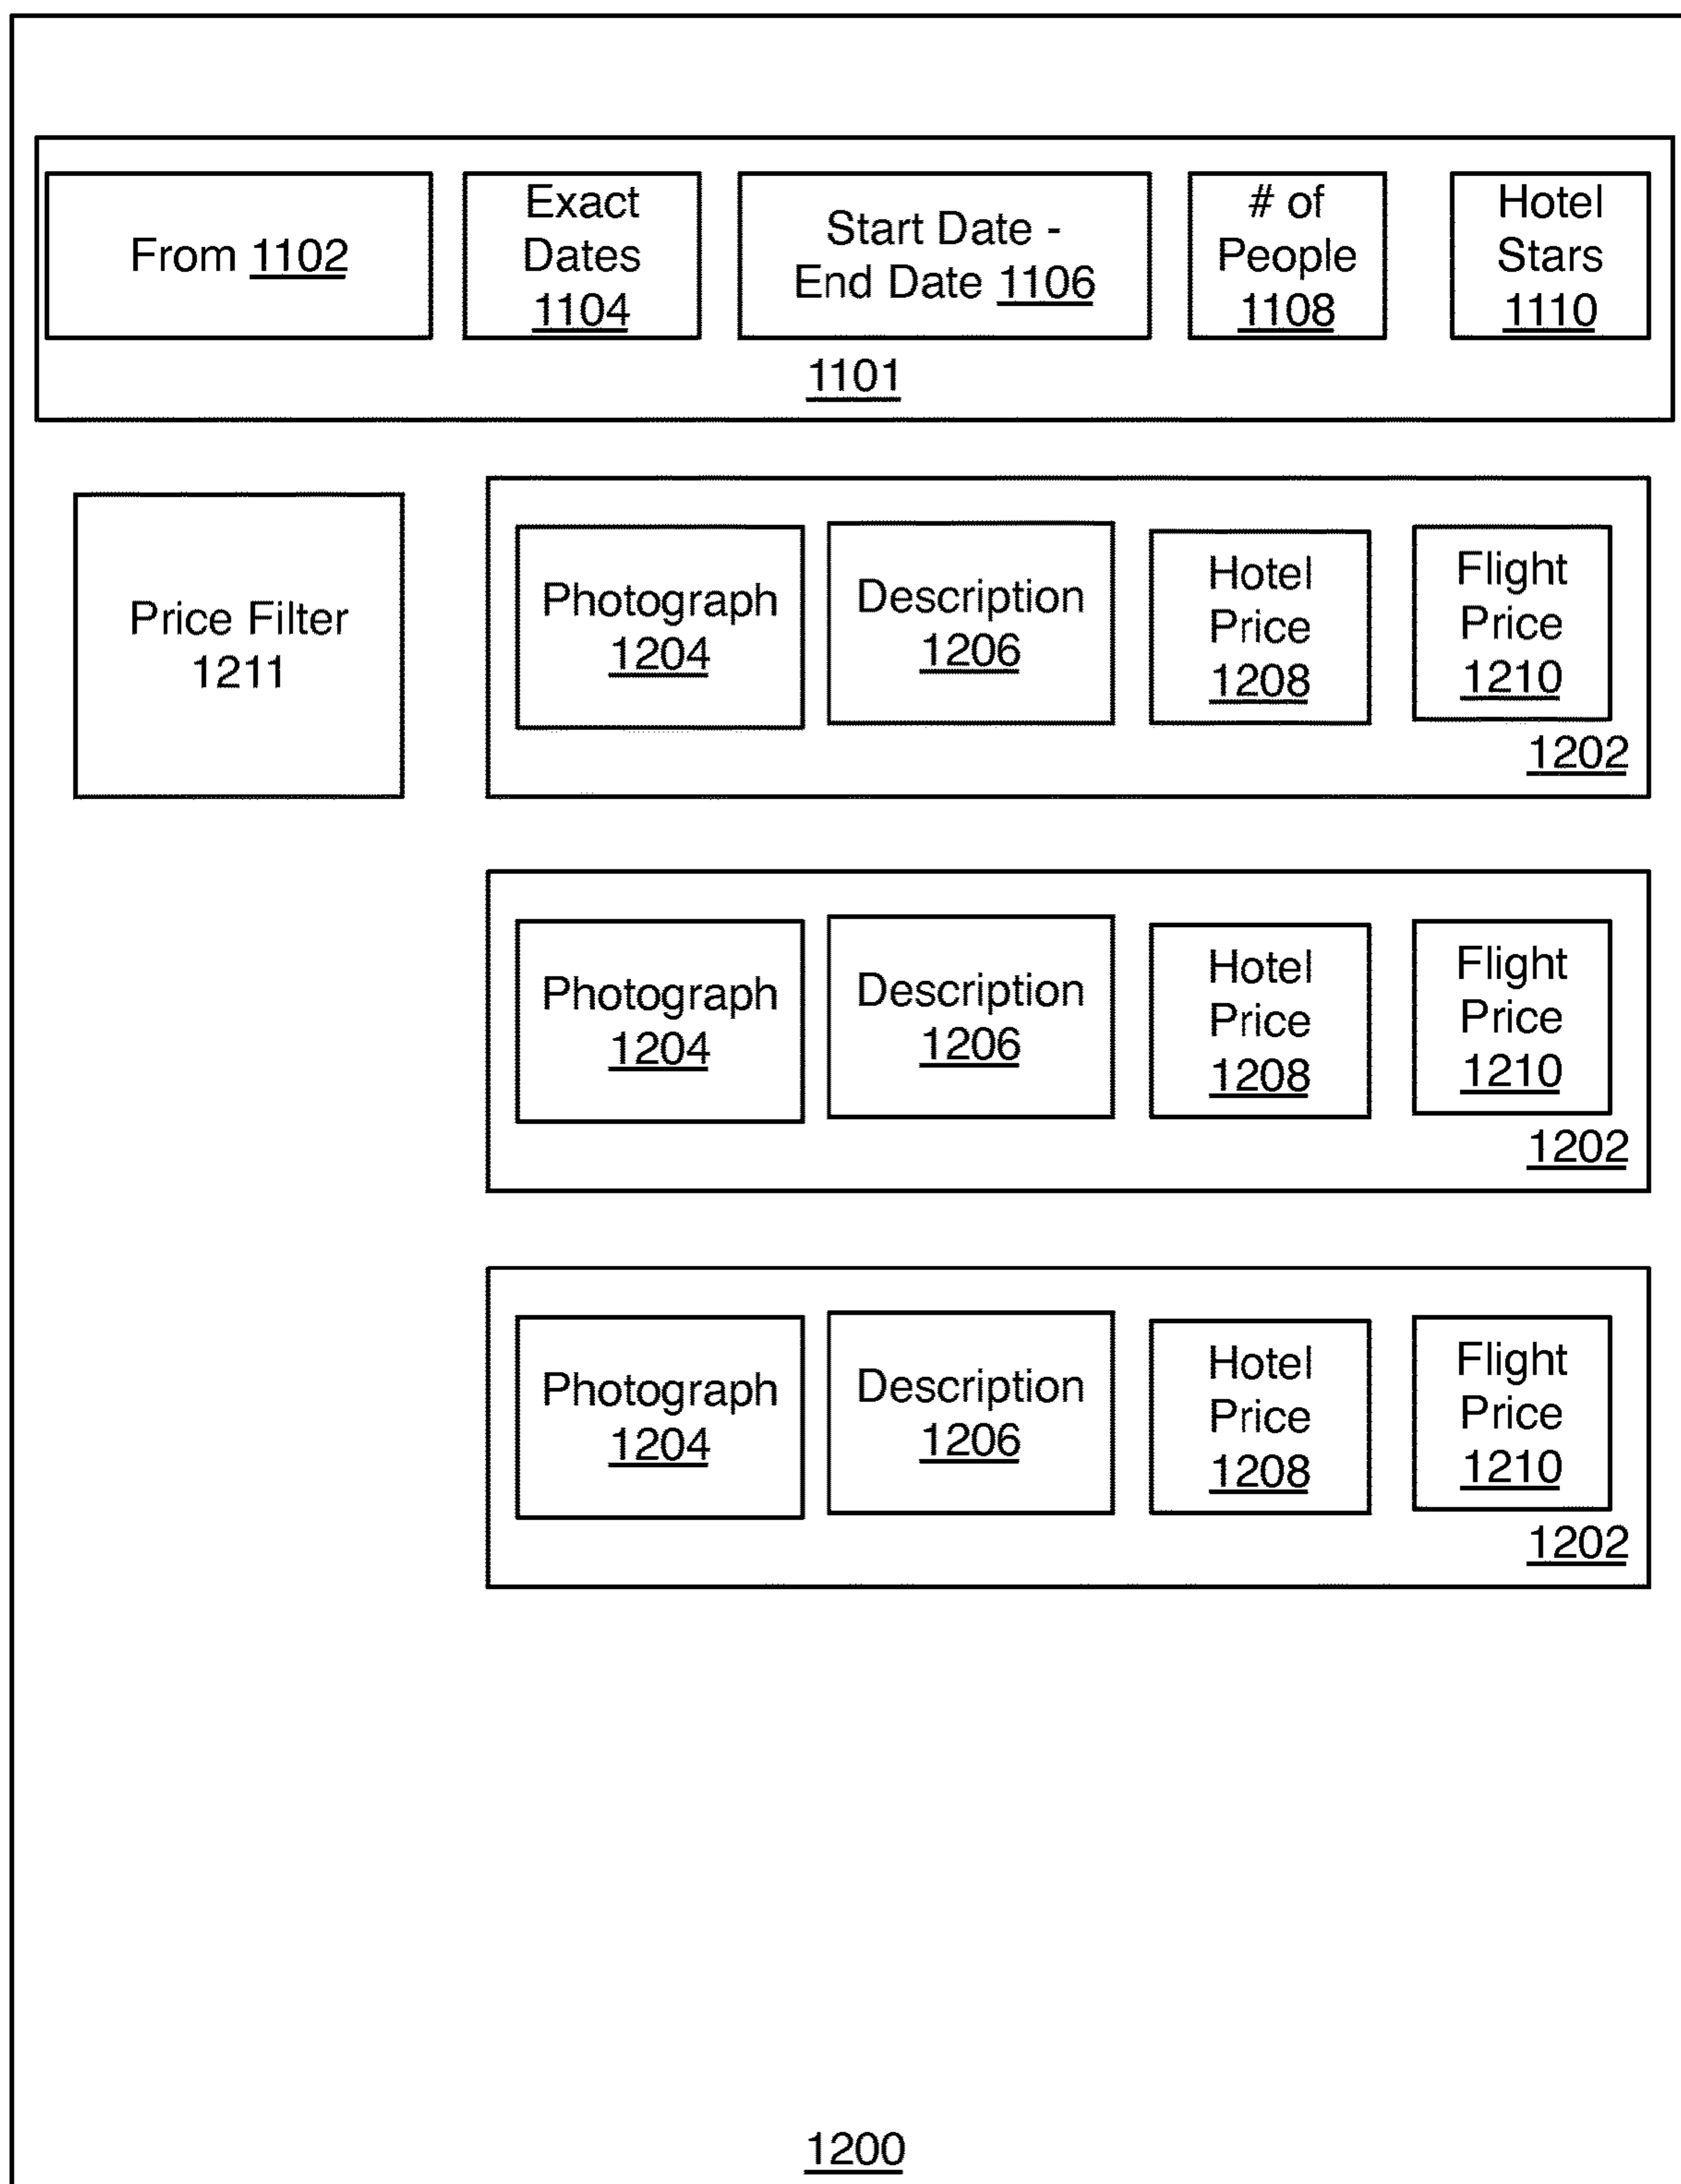 From 1102
Exact
Dates
1104
Start Date -
End Date 1106
# of
People
1108
Hotel
Stars
1110
1101
Price Filter
1211
Photograph
1204
Description
1206
Hotel
Price
1208
Flight
Price
1210
1202
Photograph
1204
Description
1206
Hotel
Price
1208
Flight
Price
1210
1202
Photograph
1204
Description
1206
Hotel
Price
1208
Flight
Price
1210
1202
1200